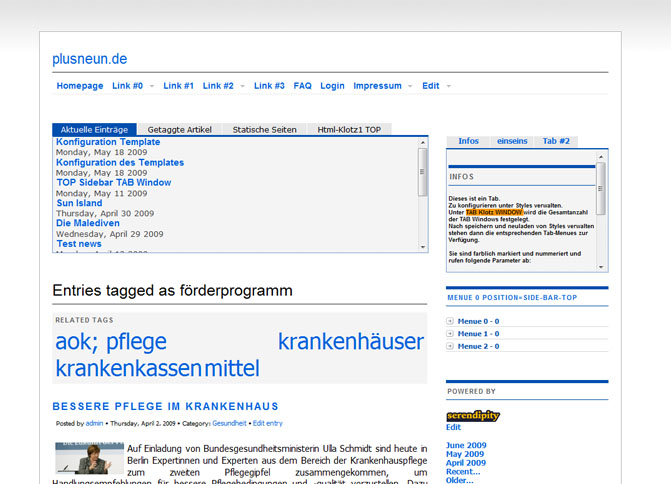 plusneun.de
Homepage Link #0 Link #1 Link #2 Link #3 FAQ Login Impressum Edit
Aktuelle Einträge Getaggte Artikel Statische Seiten Html-Klotz1 TOP
Konfiguration Template
Monday, May 18 2009
Konfiguration des Templates
Monday, May 18 2009
TOP Sidebar TAB Window
Monday, May 11 2009
Sun Island
Thursday, April 30 2009
Die Malediven
Wednesday, April 29 2009
Test news
Infos einseins Tab #2
INFOS
Dieses ist ein Tab.
Zu konfigurieren unter Styles verwalten.
Unter TAB Klotz WINDOW wird die Gesamtanzahl
der TAB Windows festgelegt.
Nach speichern und neuladen von Styles verwalten
stehen dann die entsprechenden Tab-Menues zur
Verfügung.
Sie sind farblich markiert und nummeriert und
rufen folgende Parameter ab:
Entries tagged as förderprogramm
RELATED TAGS
aok; pflege krankenhäuser
krankenkassen mittel
BESSERE PFLEGE IM KRANKENHAUS
Posted by admin • Thursday, April 2. 2009 • Category: Gesundheit • Edit entry
Auf Einladung von Bundesgesundheitsministerin Ulla Schmidt sind heute in
Berlin Expertinnen und Experten aus dem Bereich der Krankenhauspflege
zum zweiten Pflegegipfel zusammengekommen, um
Handlungsempfehlungen für bessere Pflegebedingungen und -qualität vorzustellen. Dazu
MENUE 0 POSITION=SIDE-BAR-TOP
Menue 0 - 0
Menue 1 - 0
Menue 2 - 0
POWERED BY
serendipity
Edit
June 2009
May 2009
April 2009
Recent...
Older...